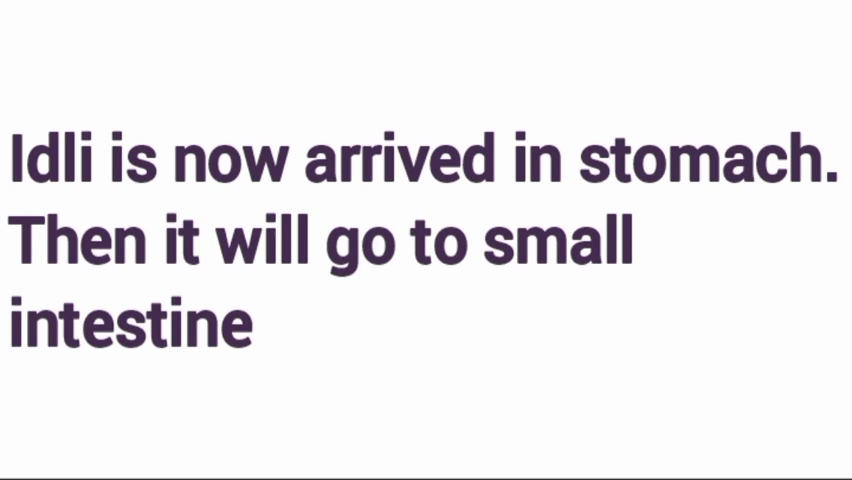 Idli is now arrived in stomach.
Then it will go to small
intestine